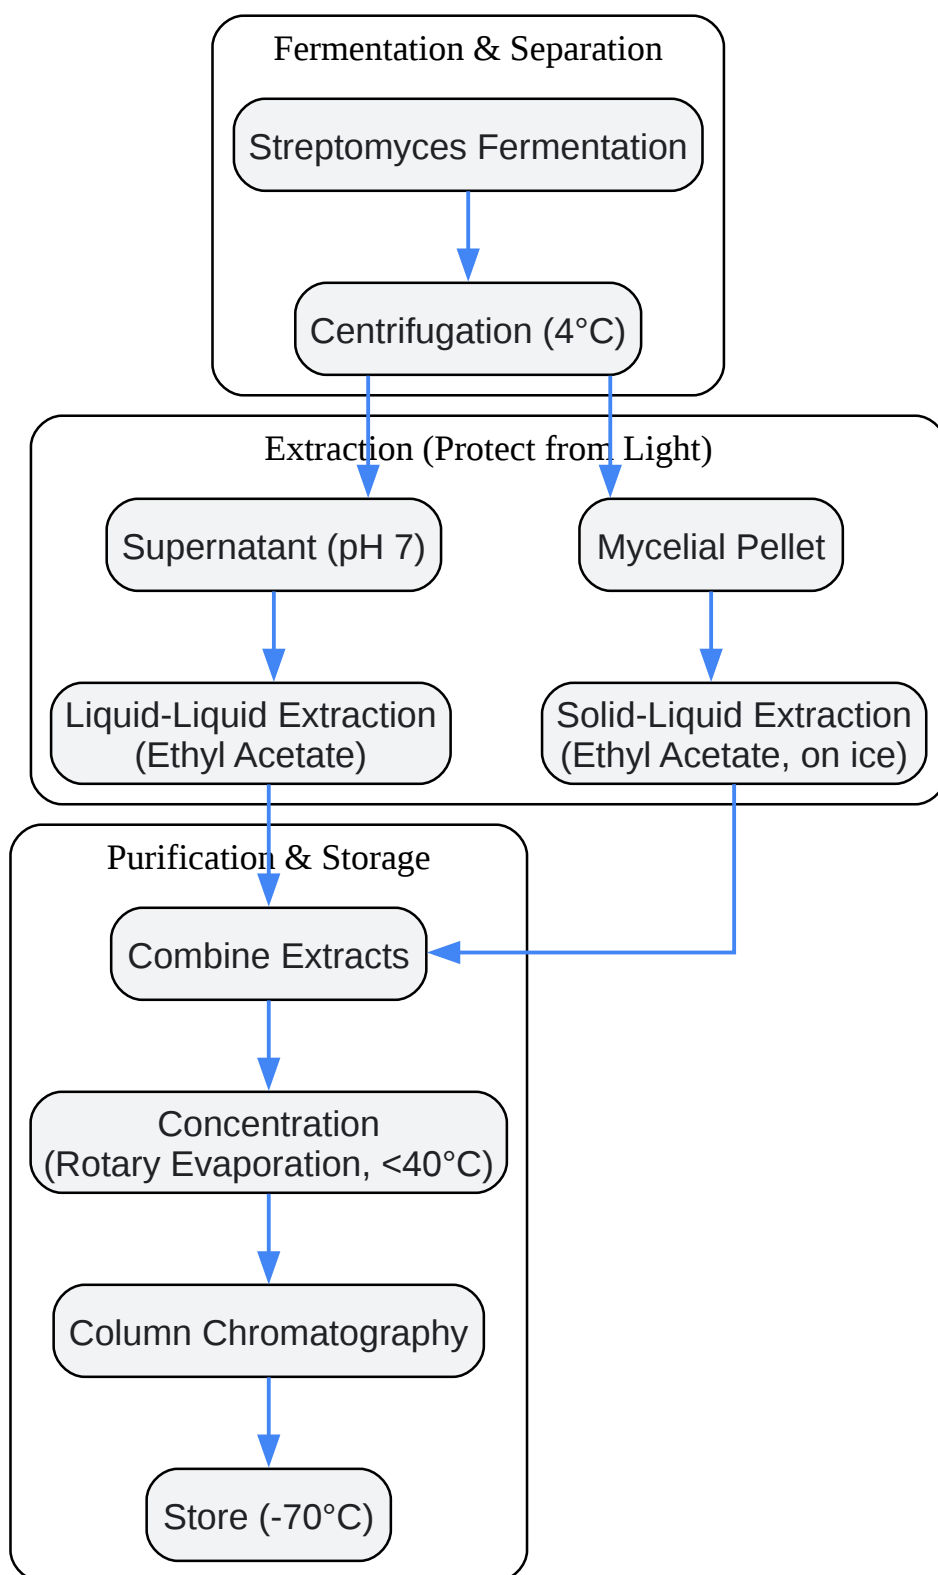 Fermentation & Separation
Streptomyces Fermentation
Centrifugation (4°C)
Extraction (Protect from Light)
Supernatant (pH 7)
Mycelial Pellet
Liquid-Liquid Extraction
(Ethyl Acetate)
Solid-Liquid Extraction
(Ethyl Acetate, on ice)
Purification & Storage
Combine Extracts
Concentration
(Rotary Evaporation, <40°C)
Column Chromatography
Store (-70°C)